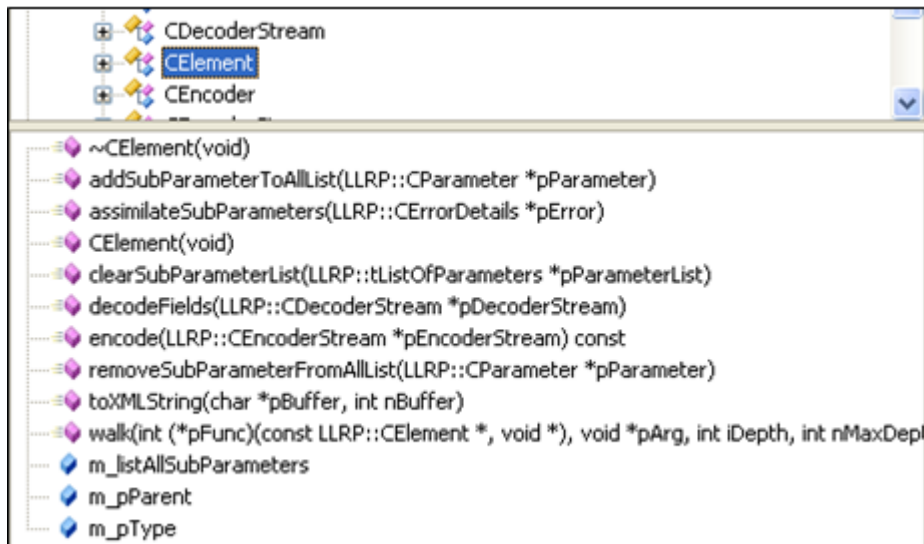 CDecoderStream
CElement
CEncoder
~CElement(void)
addSubParameterToAllList(LLRP::CParameter *pParameter)
assimilateSubParameters(LLRP::CErrorDetails *pError)
CElement(void)
clearSubParameterList(LLRP::tListOfParameters *pParameterList)
decodeFields(LLRP::CDecoderStream *pDecoderStream)
encode(LLRP::CEncoderStream *pEncoderStream) const
removeSubParameterFromAllList(LLRP::CParameter *pParameter)
toXMLString(char *pBuffer, int nBuffer)
walk(int (*pFunc)(const LLRP::CElement *, void *), void *pArg, int iDepth, int nMaxDep
m_listAllSubParameters
m_pParent
m_pType